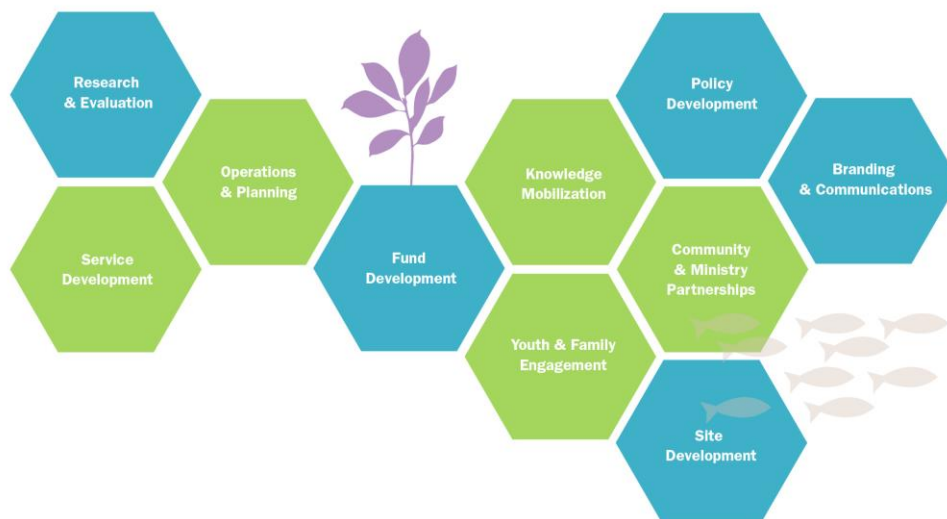 Research
& Evaluation
Operations
& Planning
Service
Development
Fund
Development
Knowledge
Mobilization
Youth & Family
Engagement
Policy
Development
Branding
& Communications
Community
& Ministry
Partnerships
Site
Development